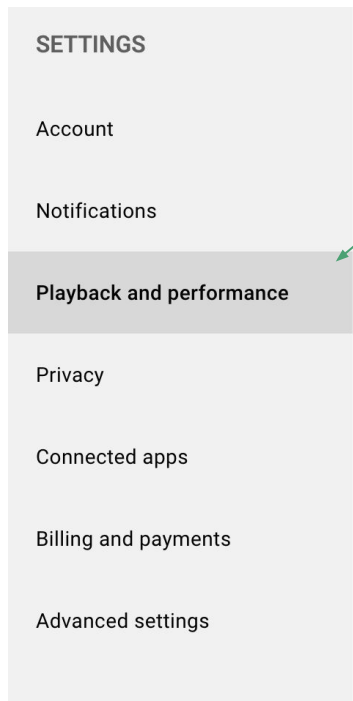 SETTINGS
Account
Notifications
Playback and performance
Privacy
Connected apps
Billing and payments
Advanced settings